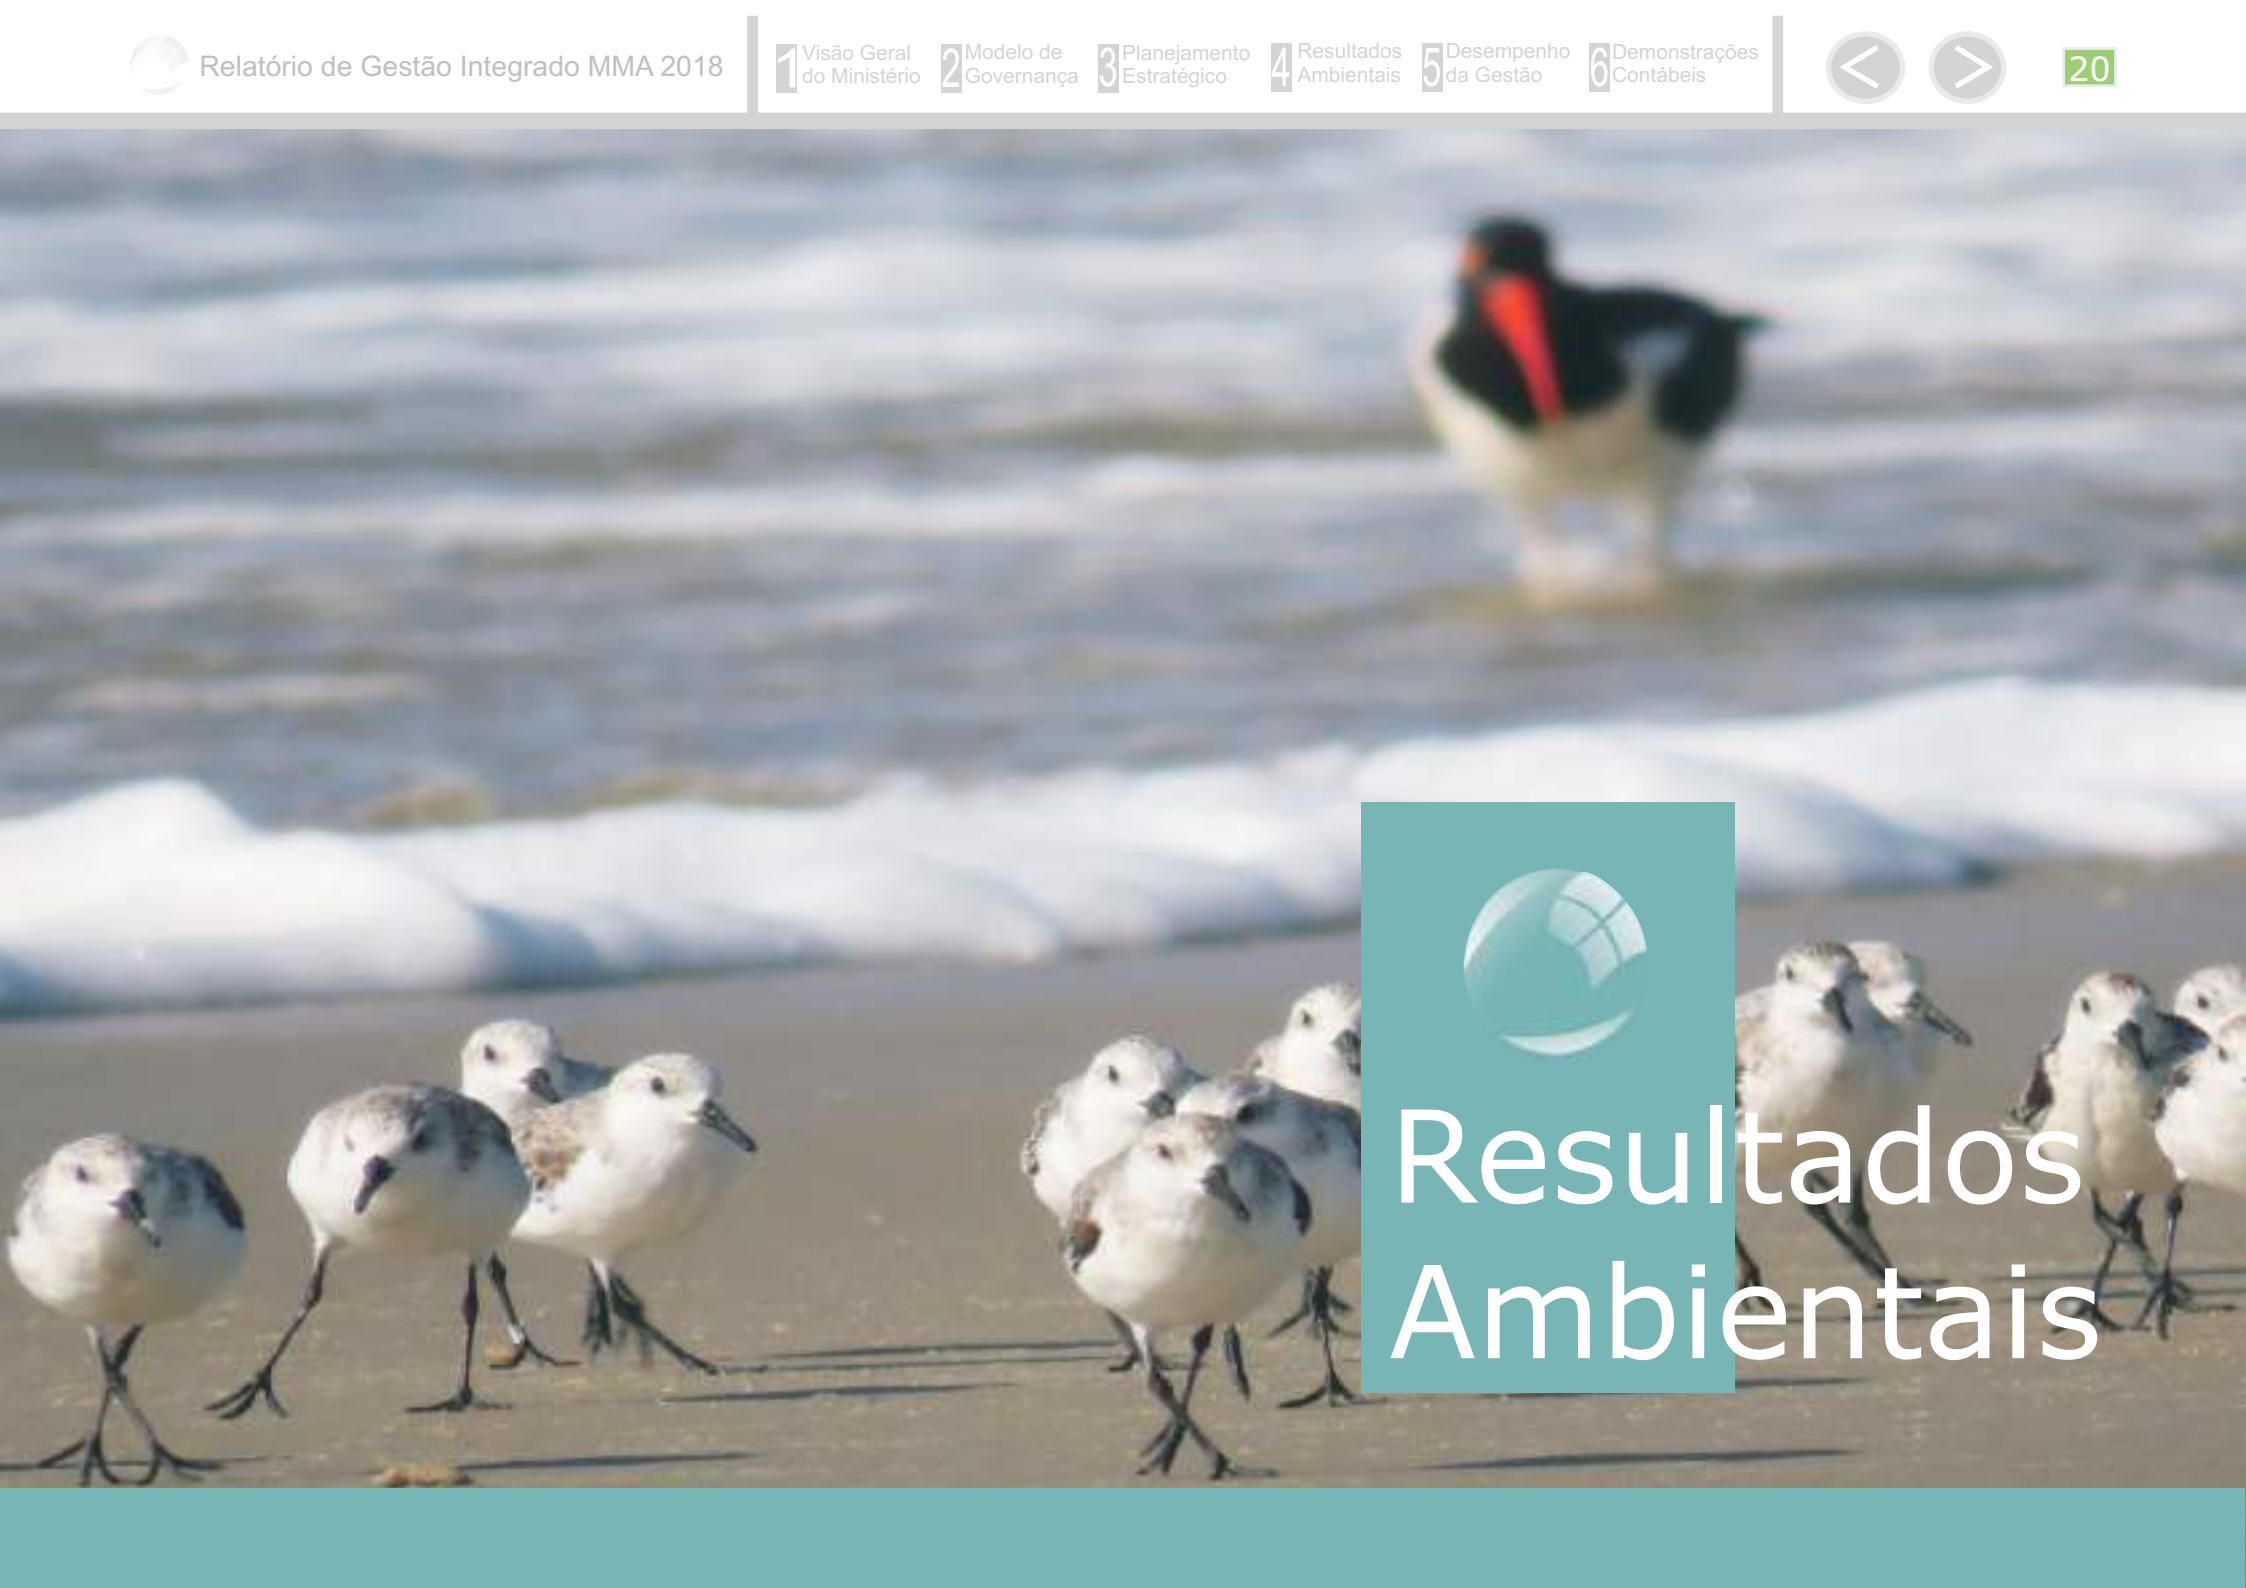 Relatório de Gestão Integrado MMA 2018
1 Visão Geral
do Ministério
2 Modelo de
Governança
3 Planejamento
Estratégico
4 Resultados
Ambientais
5 Desempenho
da Gestão
6 Demonstrações
Contábeis
< >
20
Resultados
Ambientais